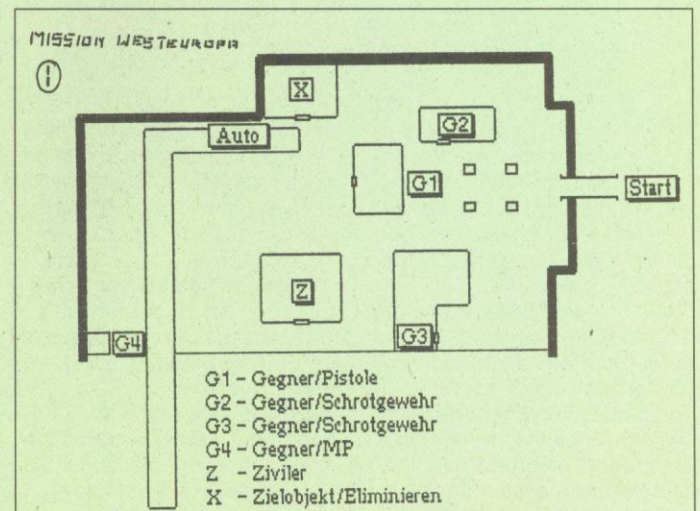 MISSION WESTEUROPA
1
X
Auto
G2
G1
Start
Z
G3
G4
G1 - Gegner/Pistole
G2 - Gegner/Schrotgewehr
G3 - Gegner/Schrotgewehr
G4 - Gegner/MP
Z - Ziviler
X - Zielobjekt/Eliminieren